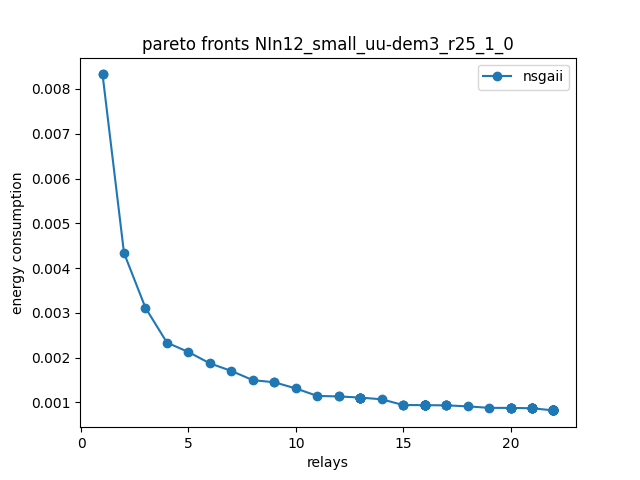 pareto fronts NIn12_small_uu-dem3_r25_1_0
nsgaii
energy consumption
0.008
0.007
0.006
0.005
0.004
0.003
0.002
0.001
0 5 10 15 20
relays